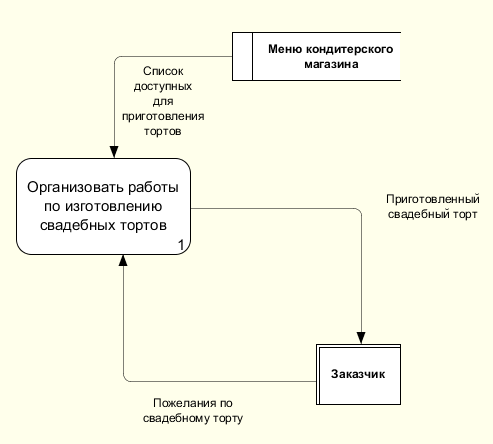 Меню кондитерского
магазина
Список
доступных
для
приготовления
тортов
Организовать работы
по изготовлению
свадебных тортов
1
Приготовленный
свадебный торт
Заказчик
Пожелания по
свадебному торту